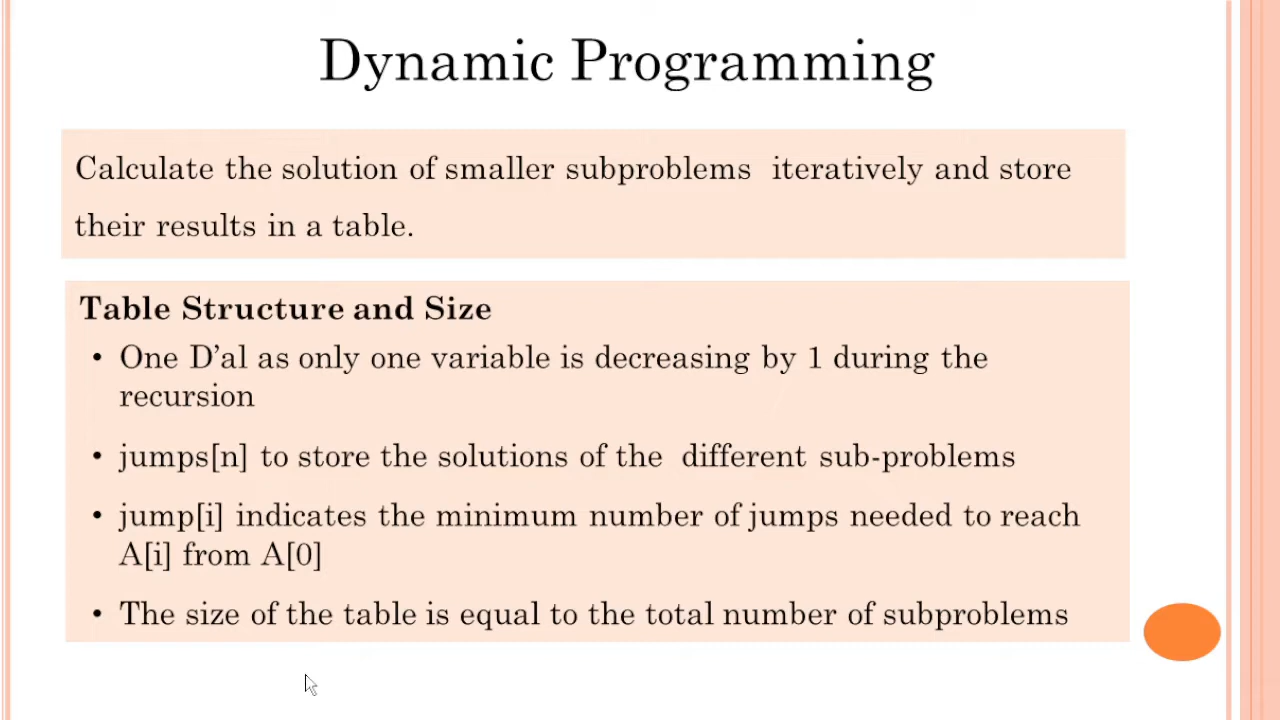 Dynamic Programming
Calculate the solution of smaller subproblems iteratively and store
their results in a table.
Table Structure and Size
• One D’al as only one variable is decreasing by 1 during the
recursion
• jumps[n] to store the solutions of the different sub-problems
• jump[i] indicates the minimum number of jumps needed to reach
A[i] from A[0]
• The size of the table is equal to the total number of subproblems